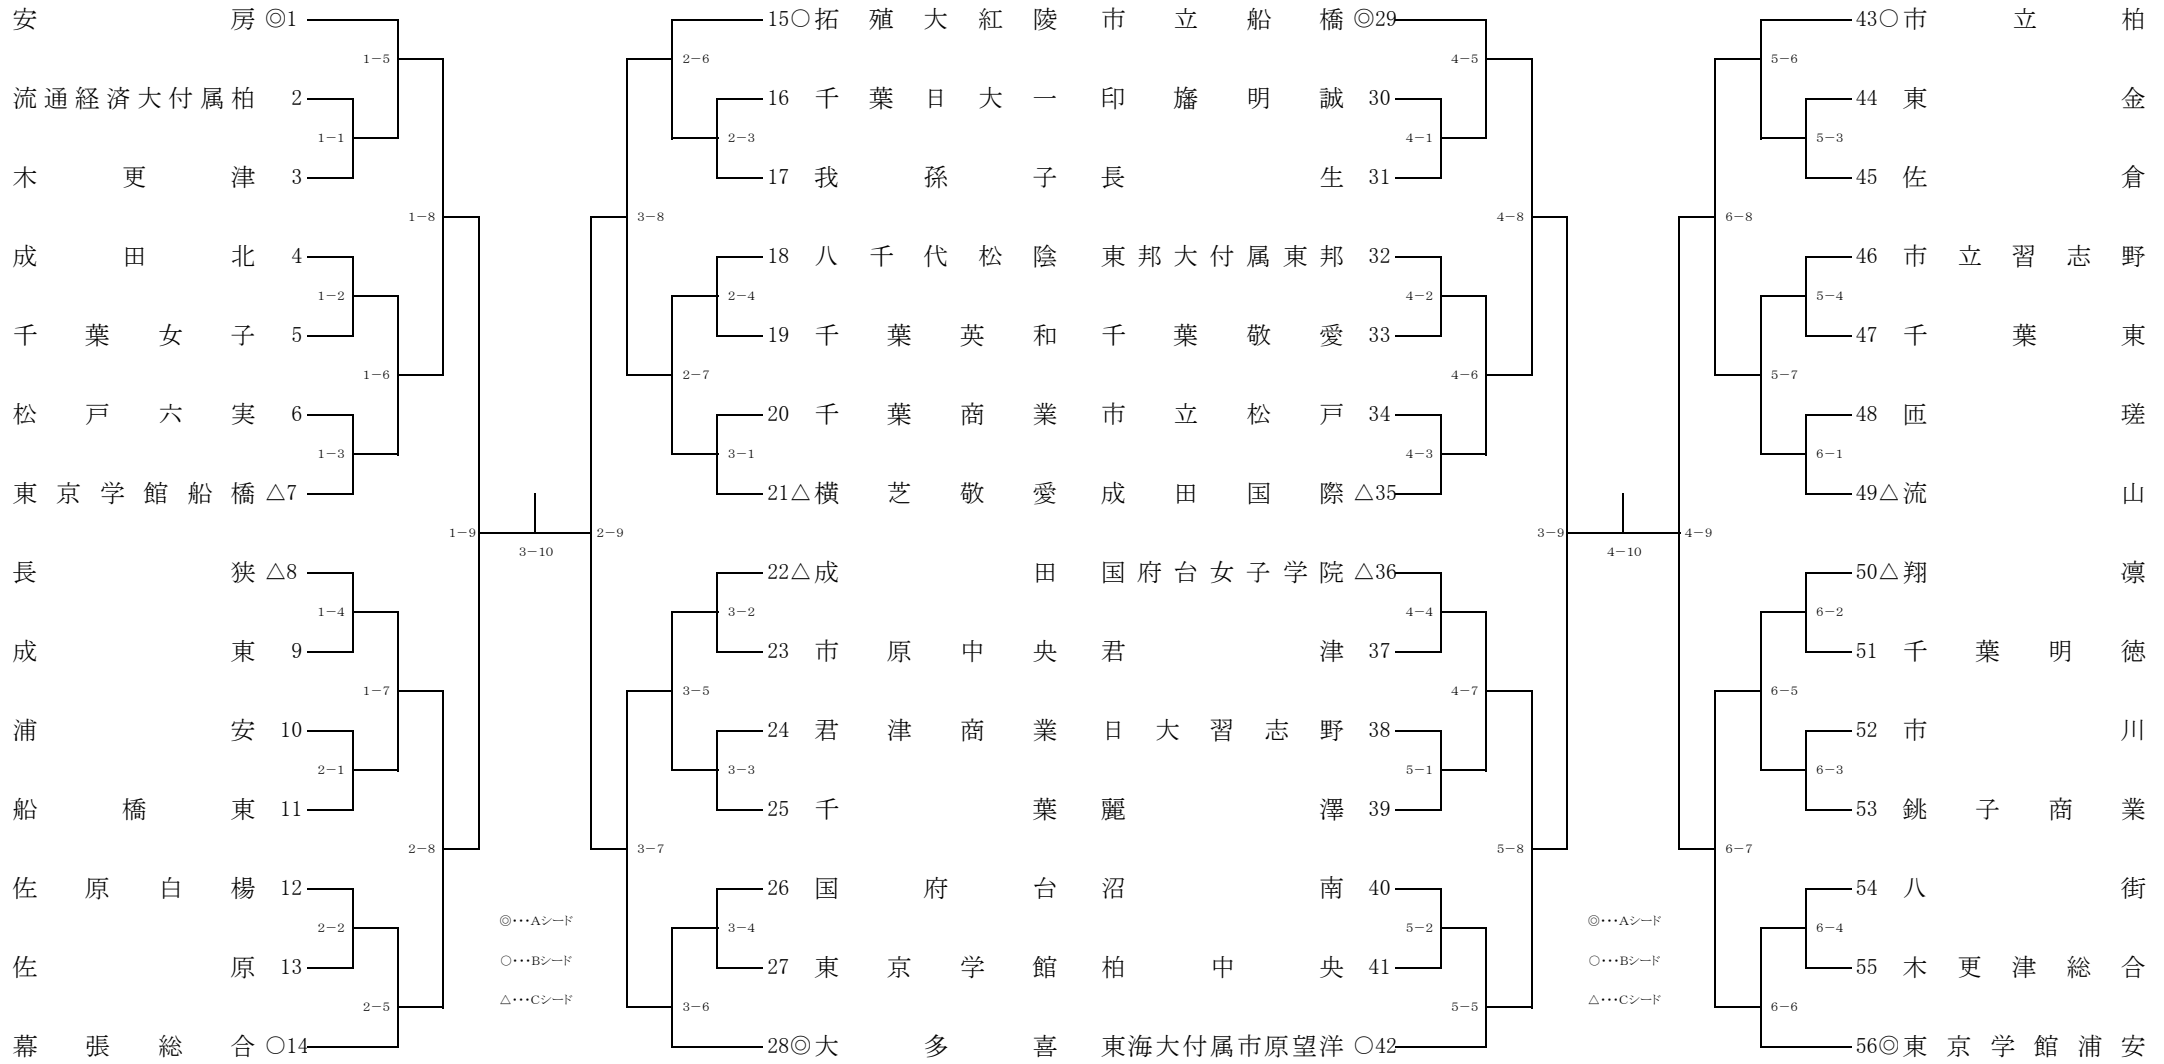 安房 ◎1
1-5
流通経済大付属柏 2
1-1
木更津 3
1-8
成田北 4
1-2
千葉女子 5
1-6
松戸六実 6
1-3
東京学館船橋 △7
1-9
長狭 △8
1-4
成東 9
1-7
浦安 10
2-1
船橋東 11
2-8
佐原白楊 12
2-2
佐原 13
2-5
幕張総合 ○14
3-10
◎・・・Aシード
○・・・Bシード
△・・・Cシード
15○拓殖大紅陵
2-6
16 千葉日大一
2-3
17 我孫子
3-8
18 八千代松陰
2-4
19 千葉英和
2-7
20 千葉商業
3-1
21△横芝敬愛
2-9
22△成田
3-2
23 市原中央
3-5
24 君津商業
3-3
25 千葉
3-7
26 国府台
3-4
27 東京学館
3-6
28◎大多喜
市立船橋 ◎29
4-5
印旛明誠 30
4-1
長生 31
4-8
東邦大付属東邦 32
4-2
千葉敬愛 33
4-6
市立松戸 34
4-3
成田国際 △35
3-9
国府台女子学院 △36
4-4
君津 37
4-7
日大習志野 38
5-1
麗澤 39
5-8
沼南 40
5-2
柏中央 41
5-5
東海大付属市原望洋 ○42
4-10
◎・・・Aシード
○・・・Bシード
△・・・Cシード
43○市立柏
5-6
44 東金
5-3
45 佐倉
6-8
46 市立習志野
5-4
47 千葉東
5-7
48 匝瑳
6-1
49△流山
4-9
50△翔凛
6-2
51 千葉明徳
6-5
52 市川
6-3
53 銚子商業
6-7
54 八街
6-4
55 木更津総合
6-6
56◎東京学館浦安